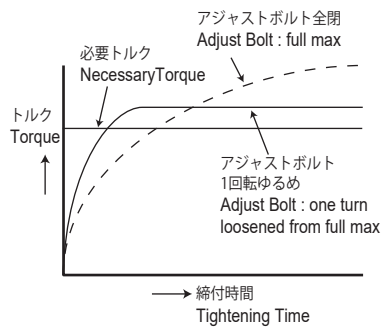 アジャストボルト全閉
Adjust Bolt : full max
必要トルク
NecessaryTorque
トルク
Torque
アジャストボルト
1回転ゆるめ
Adjust Bolt : one turn
loosened from full max
締付時間
Tightening Time